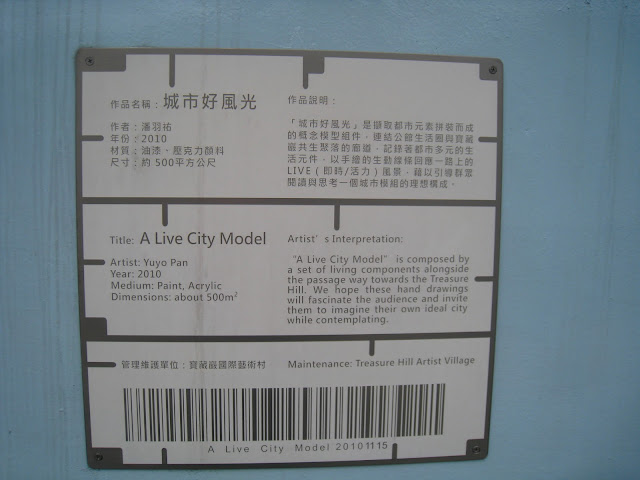 作品名稱：城市好風光
作者：潘羽祐
年份：2010
材質：油漆、壓克力顏料
尺寸：約 500平方公尺
作品說明：
「城市好風光」是擷取都市元素拼裝而成
的概念模型組件，連結公館生活圈與寶藏
巖共生聚落的廊道，記錄著都市多元的生
活元件，以手繪的生動線條回應一路上的
LIVE（即時/活力）風景，藉以引導群眾
閱讀與思考一個城市模組的理想構成。
Title: A Live City Model
Artist: Yuyo Pan
Year: 2010
Medium: Paint, Acrylic
Dimensions: about 500m²
Artist's Interpretation:
"A Live City Model" is composed by
a set of living components alongside
the passage way towards the Treasure
Hill. We hope these hand drawings
will fascinate the audience and invite
them to imagine their own ideal city
while contemplating.
管理維護單位：寶藏巖國際藝術村
Maintenance: Treasure Hill Artist Village
A Live City Model 20101115